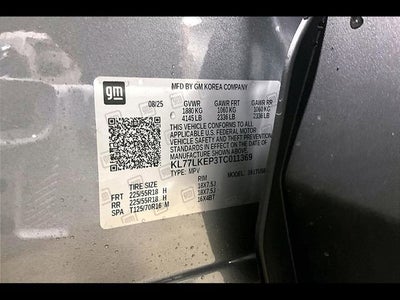 gm
MFD BY GM KOREA COMPANY
08/25 GVWR GAWR FRT GAWR RR
1880 KG 1060 KG 1060 KG
4145 LB 2336 LB 2336 LB
THIS VEHICLE CONFORMS TO ALL
APPLICABLE U.S. FEDERAL MOTOR
VEHICLE SAFETY, BUMPER, AND THEFT
PREVENTION STANDARDS IN EFFECT ON THE
DATE OF MANUFACTURE SHOWN ABOVE.
KL77LKEP3TC011369
TYPE: MPV
TIRE SIZE RIM
FRT 225/55R18 H 18X7.5J
RR 225/55R18 H 18X7.5J
SPA T125/70R16 M 16X4BT